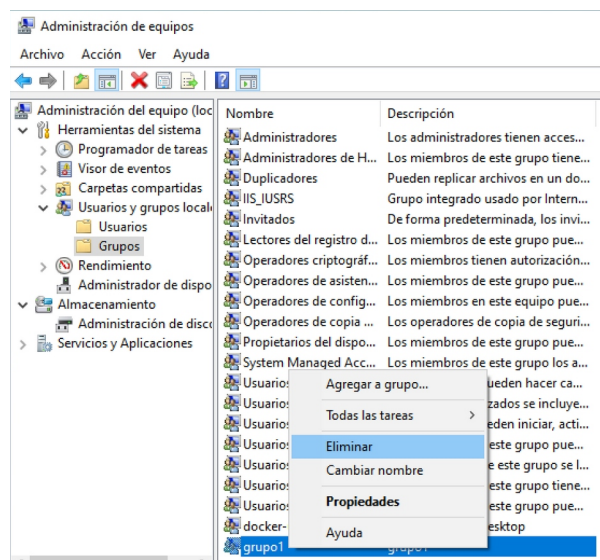 Administración de equipos
Archivo Acción Ver Ayuda
Administración del equipo (loc
Herramientas del sistema
Programador de tareas
Visor de eventos
Carpetas compartidas
Usuarios y grupos local
Usuarios
Grupos
Rendimiento
Administrador de dispo
Almacenamiento
Administración de disco
Servicios y Aplicaciones
Nombre Descripción
Administradores Los administradores tienen acces...
Administradores de H... Los miembros de este grupo tiene...
Duplicadores Pueden replicar archivos en un do...
IIS_IUSRS Grupo integrado usado por Intern...
Invitados De forma predeterminada, los invi...
Lectores del registro d... Los miembros de este grupo pue...
Operadores criptográf... Los miembros tienen autorización...
Operadores de asisten... Los miembros de este grupo pue...
Operadores de config... Los miembros en este equipo pue...
Operadores de copia ... Los operadores de copia de seguri...
Propietarios del dispo... Los miembros de este grupo pue...
System Managed Acc... Los miembros de este grupo los a...
Usuarios ueden hacer ca...
Usuarios zados se incluye...
Usuarios eden iniciar, acti...
Usuarios este grupo pue...
Usuarios e este grupo se l...
Usuarios este grupo tiene...
Usuarios este grupo pue...
docker- esktop
grupo1 grupo1
Agregar a grupo...
Todas las tareas
Eliminar
Cambiar nombre
Propiedades
Ayuda